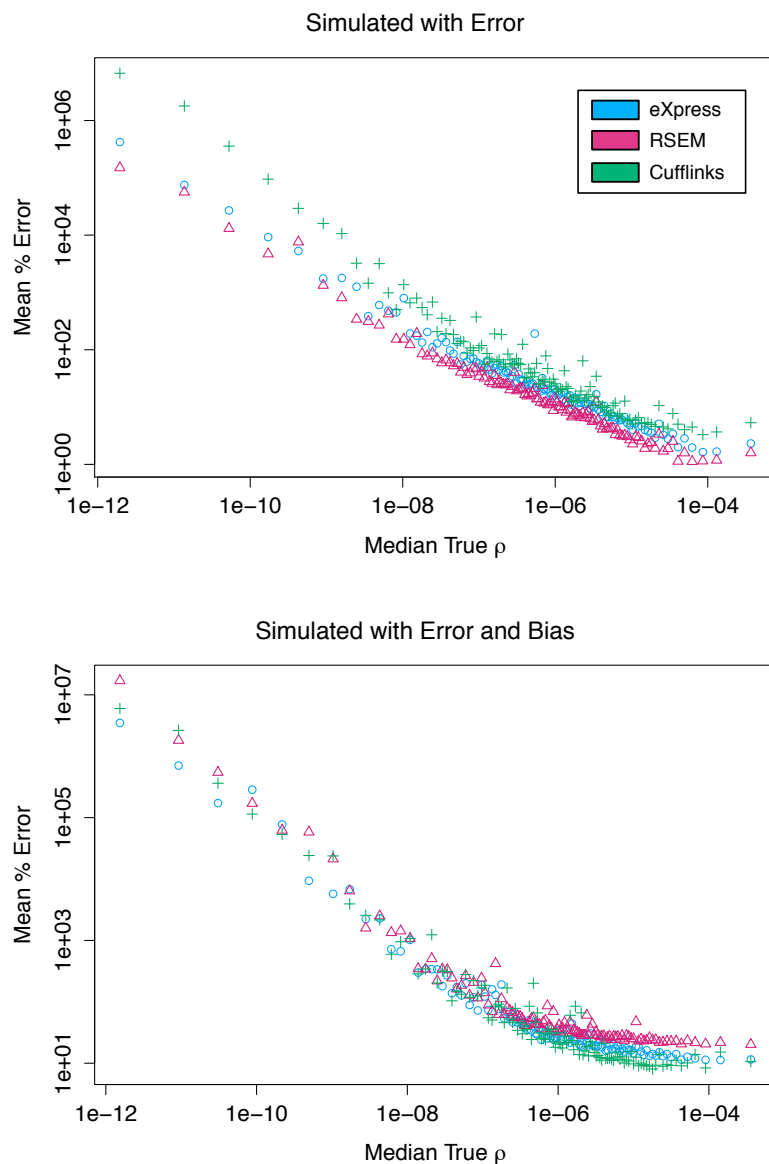 Simulated with Error
Mean % Error
1e+06
1e+04
1e+02
1e+00
eXpress
RSEM
Cufflinks
1e−12
1e−10
1e−08
1e−06
1e−04
Median True ρ
Simulated with Error and Bias
Mean % Error
1e+07
1e+05
1e+03
1e+01
1e−12
1e−10
1e−08
1e−06
1e−04
Median True ρ